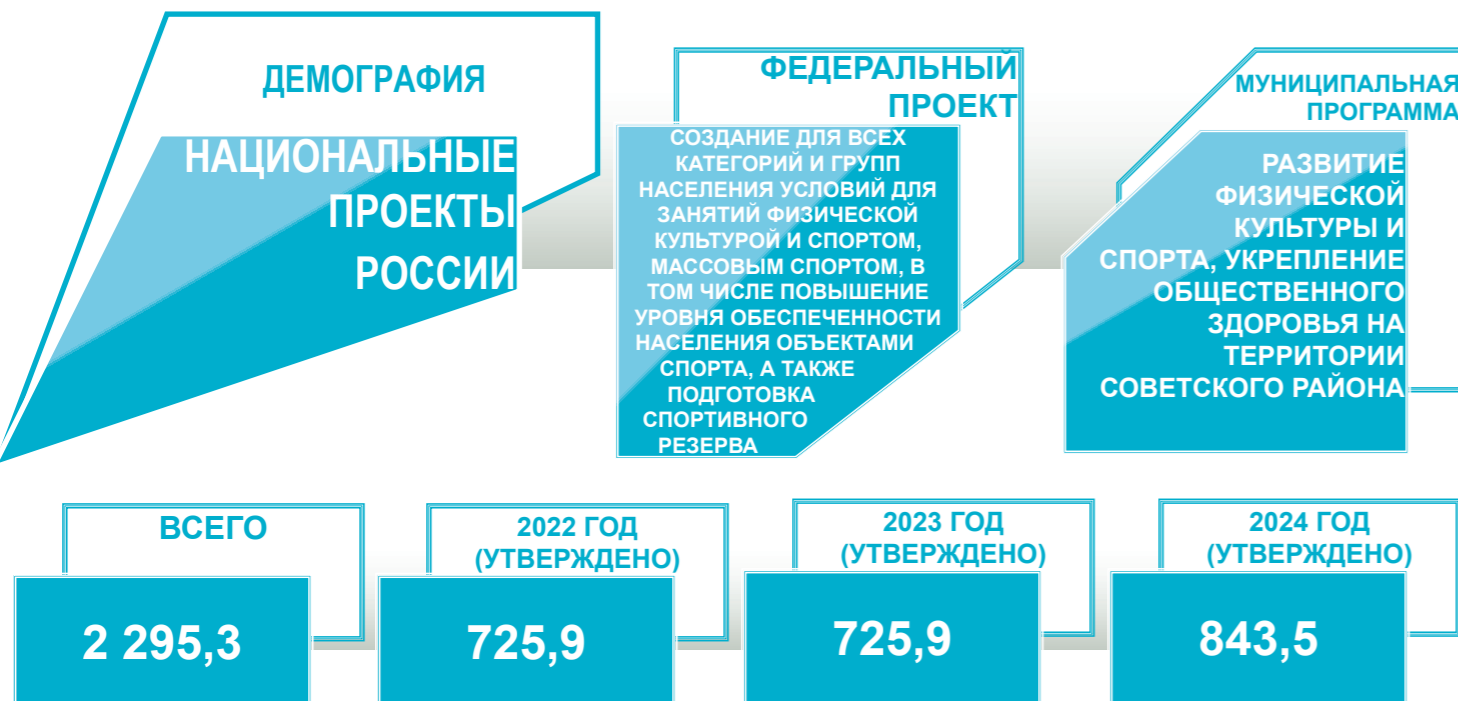 ДЕМОГРАФИЯ
НАЦИОНАЛЬНЫЕ
ПРОЕКТЫ
РОССИИ
ФЕДЕРАЛЬНЫЙ
ПРОЕКТ
СОЗДАНИЕ ДЛЯ ВСЕХ
КАТЕГОРИЙ И ГРУПП
НАСЕЛЕНИЯ УСЛОВИЙ ДЛЯ
ЗАНЯТИЙ ФИЗИЧЕСКОЙ
КУЛЬТУРОЙ И СПОРТОМ,
МАССОВЫМ СПОРТОМ, В
ТОМ ЧИСЛЕ ПОВЫШЕНИЕ
УРОВНЯ ОБЕСПЕЧЕННОСТИ
НАСЕЛЕНИЯ ОБЪЕКТАМИ
СПОРТА, А ТАКЖЕ
ПОДГОТОВКА
СПОРТИВНОГО
РЕЗЕРВА
МУНИЦИПАЛЬНАЯ
ПРОГРАММА
РАЗВИТИЕ
ФИЗИЧЕСКОЙ
КУЛЬТУРЫ И
СПОРТА, УКРЕПЛЕНИЕ
ОБЩЕСТВЕННОГО
ЗДОРОВЬЯ НА
ТЕРРИТОРИИ
СОВЕТСКОГО РАЙОНА
ВСЕГО
2 295,3
2022 ГОД
(УТВЕРЖДЕНО)
725,9
2023 ГОД
(УТВЕРЖДЕНО)
725,9
2024 ГОД
(УТВЕРЖДЕНО)
843,5